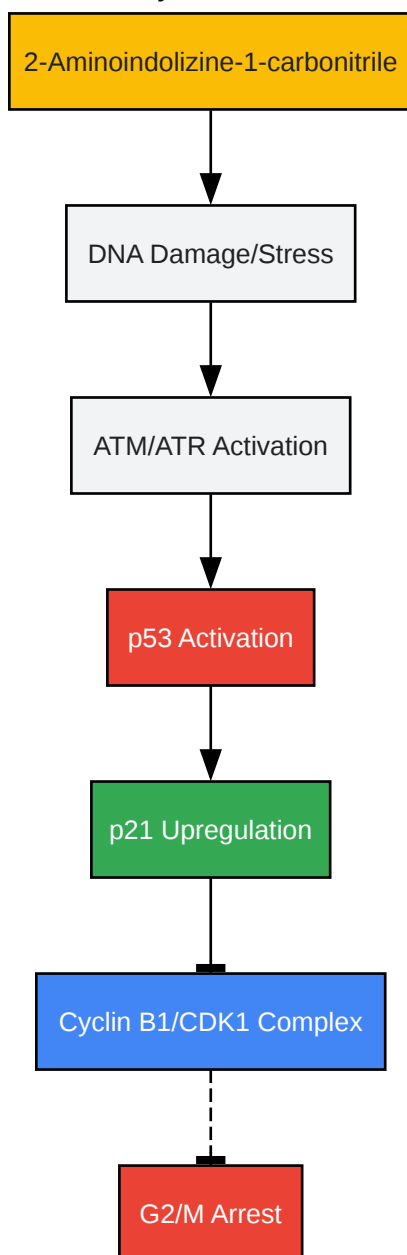 2-Aminoindolizine-1-carbonitrile
DNA Damage/Stress
ATM/ATR Activation
p53 Activation
p21 Upregulation
Cyclin B1/CDK1 Complex
G2/M Arrest